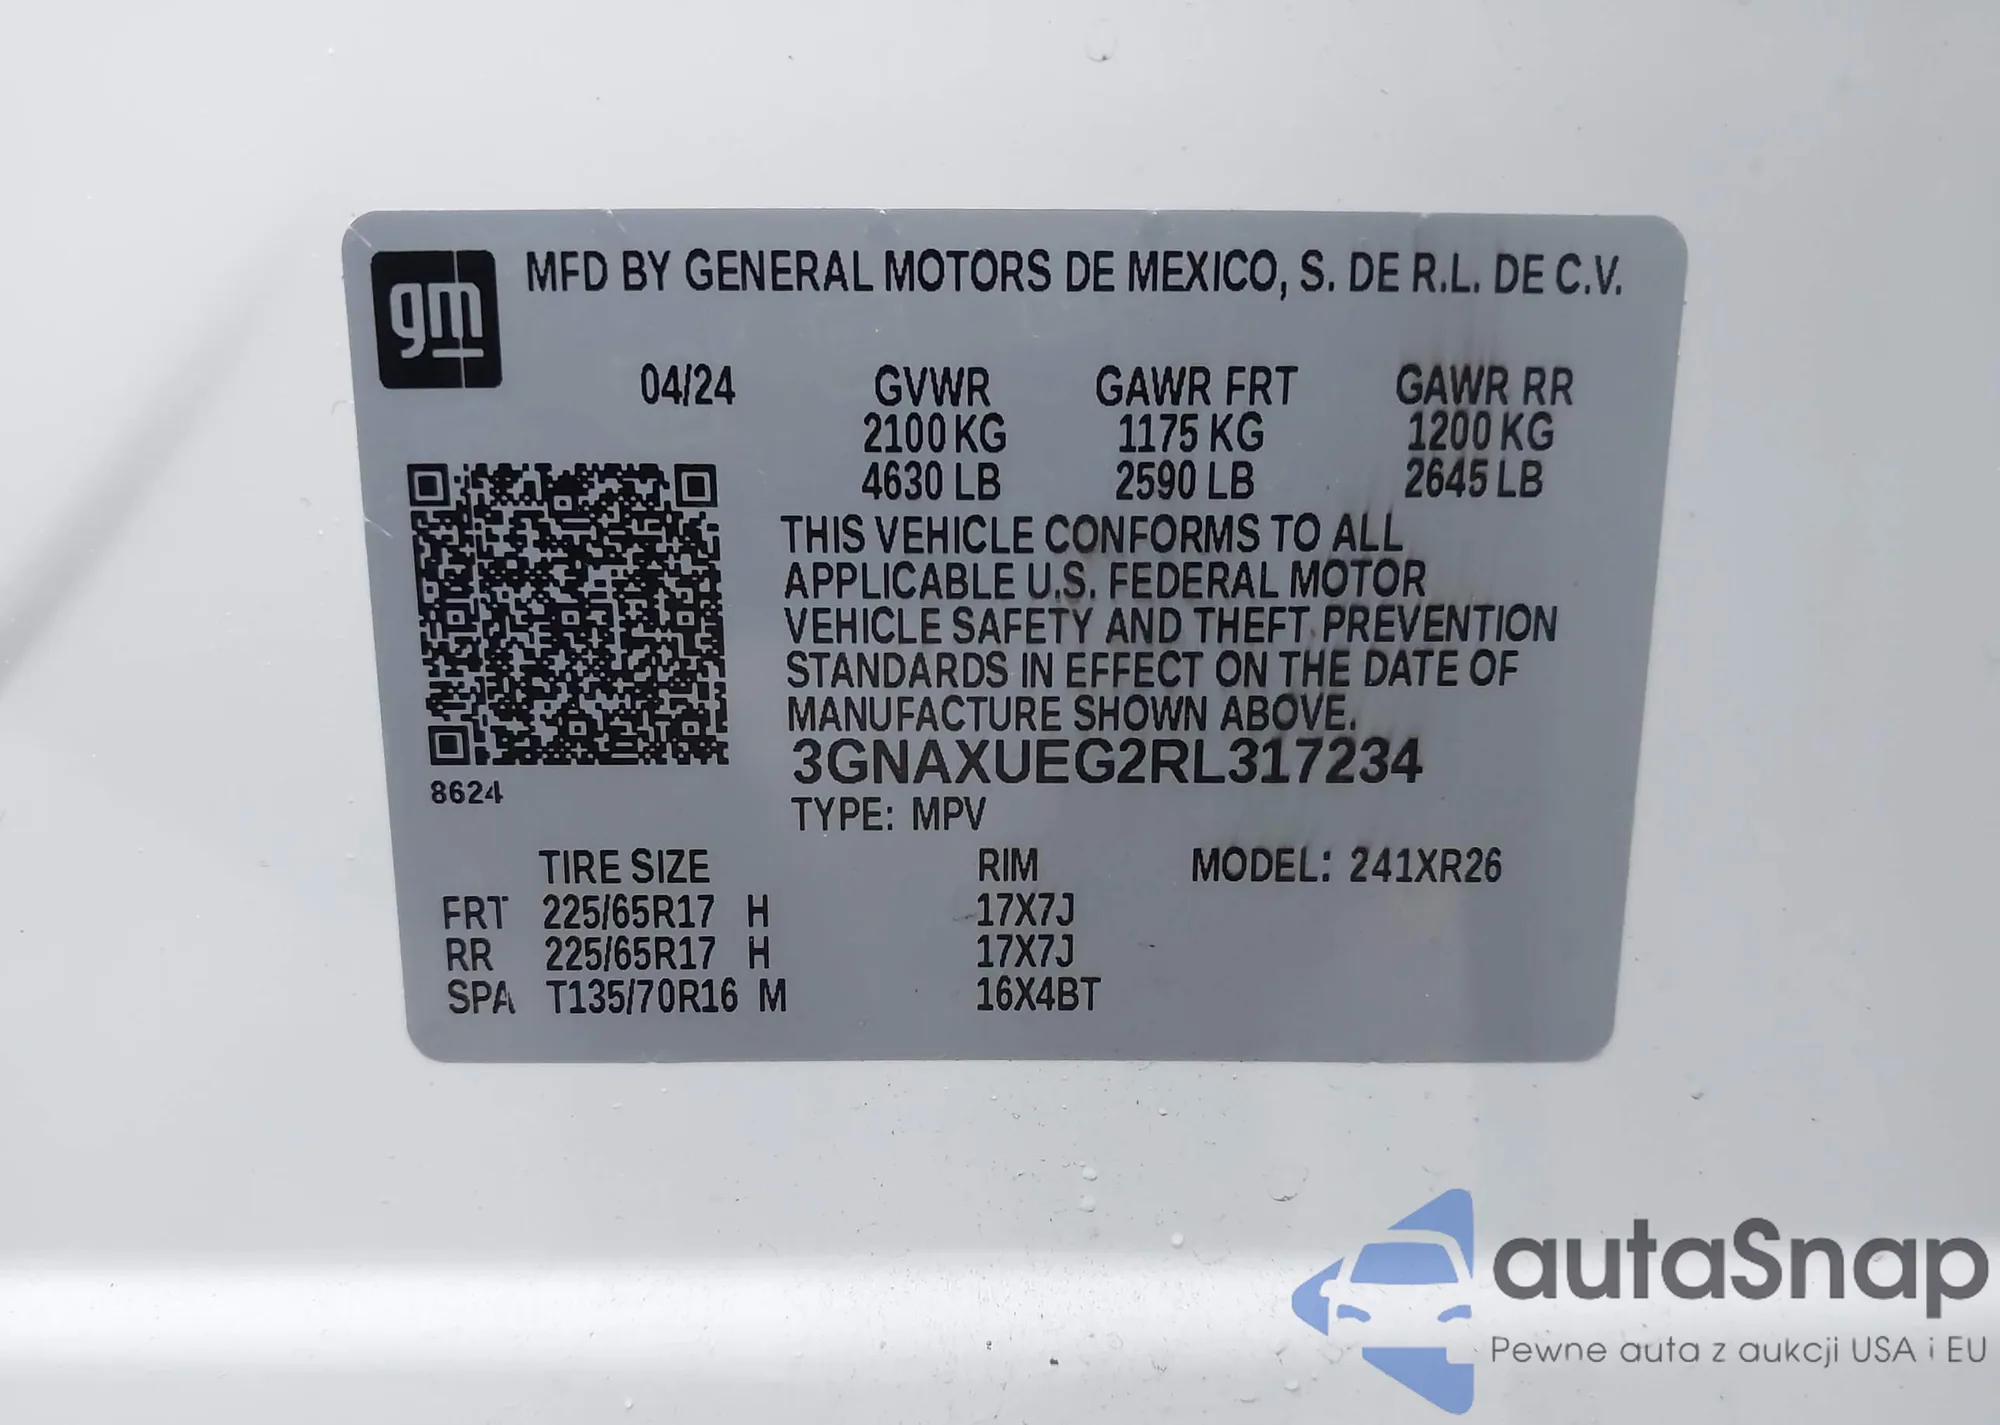 gm
MFD BY GENERAL MOTORS DE MEXICO, S. DE R.L. DE C.V.
04/24 GVWR GAWR FRT GAWR RR
2100 KG 1175 KG 1200 KG
4630 LB 2590 LB 2645 LB
THIS VEHICLE CONFORMS TO ALL
APPLICABLE U.S. FEDERAL MOTOR
VEHICLE SAFETY AND THEFT PREVENTION
STANDARDS IN EFFECT ON THE DATE OF
MANUFACTURE SHOWN ABOVE.
3GNAXUEG2RL317234
8624
TYPE: MPV
TIRE SIZE RIM MODEL: 241XR26
FRT 225/65R17 H 17X7J
RR 225/65R17 H 17X7J
SPA T135/70R16 M 16X4BT
autaSnap
Pewne auta z aukcji USA i EU